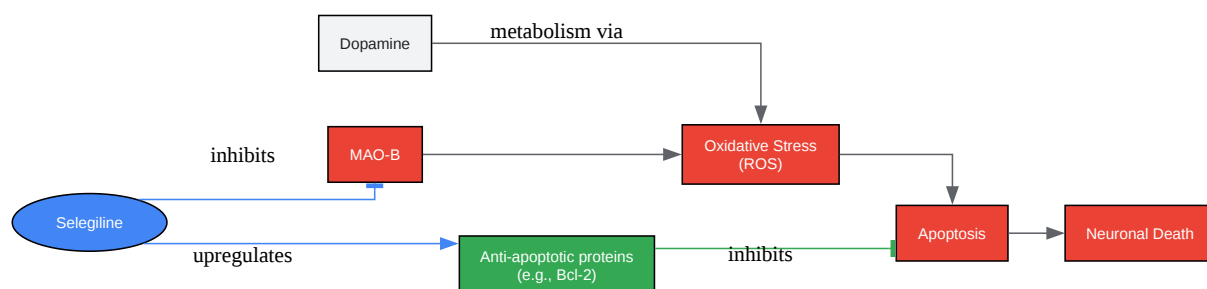 metabolism via
Dopamine
Oxidative Stress
(ROS)
inhibits
MAO-B
Selegiline
Apoptosis
Neuronal Death
upregulates
Anti-apoptotic proteins
(e.g., Bcl-2)
inhibits